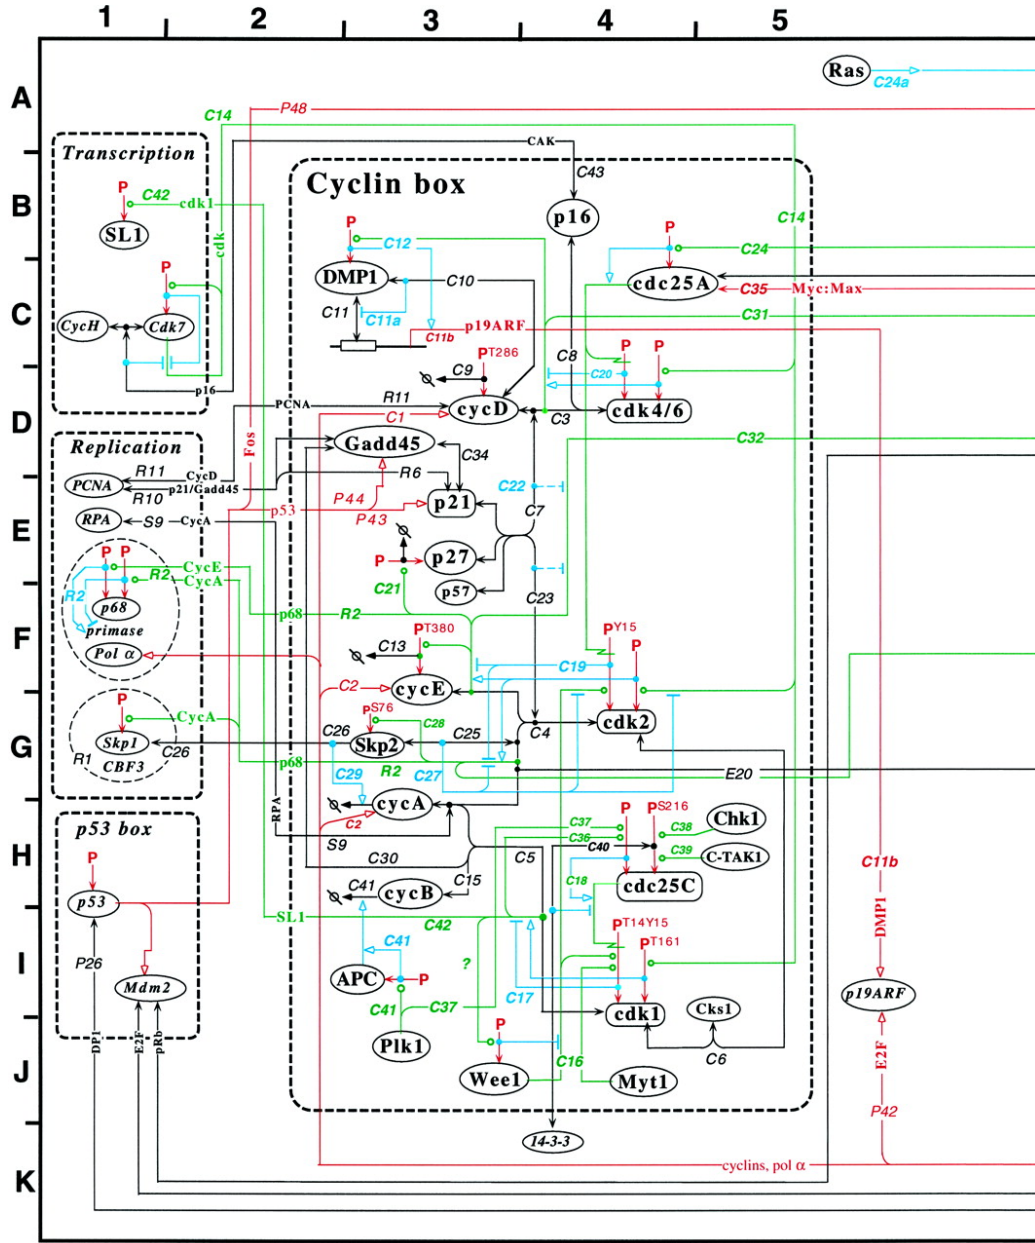 1 2 3 4 5
A
Ras
C24a
P48
C14
CAK
Transcription
Cyclin box
C43
B
P
C42 cdk1
SL1
p16
P
C12
P
C24
C14
cdk
DMP1
C10
cdc25A
C35 Myc:Max
C
P
CycH
Cdk7
C11
C11a
C11b
p19ARF
C31
C8
P T286
C9
C20
P P
p16
PCNA
R11
C1
cycD
C3
cdk4/6
D
Fos
Gadd45
C34
C32
Replication
R11 CycD
PCNA
R10 p21/Gadd45
R6
P44
p21
C22
C7
p53
P43
E
RPA
S9 CycA
P
p27
P P
CycE
R2
CycA
R2
C21
p57
C23
p68
primase
p68 R2
F
Pol α
P T380
C13
P Y15
P
C19
C2
cycE
P S76
C28
cdk2
P
CycA
Skp1
C26
C26
Skp2
C25
C4
G
R1
CBF3
p68
R2
C27
C29
E20
RPA
cycA
C2
S9
p53 box
C37
P
P S216
Chk1
C38
C36
C40
C39
C-TAK1
H
P
C30
C5
C15
C18
cdc25C
C11b
p53
C41
cycB
SL1
C42
DMP1
P T14Y15
P T161
I
P26
C41
?
Mdm2
APC
P
C17
C41
C37
cdk1
Cks1
p19ARF
DP1
E2F
pRb
Plk1
P
C16
C6
E2F
J
Wee1
Myt1
P42
14-3-3
cyclins, pol α
K